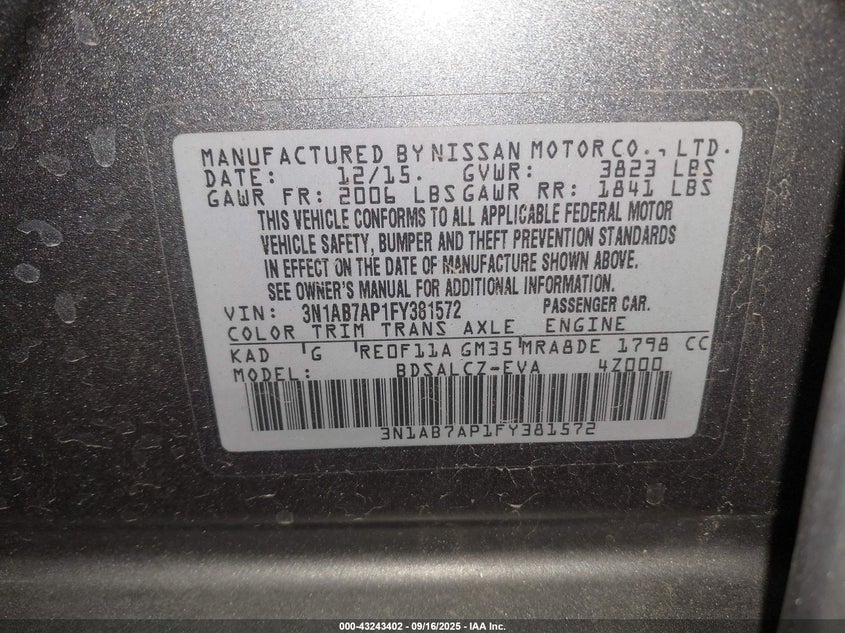 MANUFACTURED BY NISSAN MOTOR CO., LTD.
DATE: 12/15. GVWR: 3823 LBS
GAWR FR: 2006 LBS GAWR RR: 1841 LBS
THIS VEHICLE CONFORMS TO ALL APPLICABLE FEDERAL MOTOR
VEHICLE SAFETY, BUMPER AND THEFT PREVENTION STANDARDS
IN EFFECT ON THE DATE OF MANUFACTURE SHOWN ABOVE.
SEE OWNER'S MANUAL FOR ADDITIONAL INFORMATION.
VIN: 3N1AB7AP1FY381572 PASSENGER CAR.
COLOR TRIM TRANS AXLE ENGINE
KAD G RE0F11A GM35 MRA8DE 1798 CC
MODEL: BDSALCZ-EVA 4Z000
3N1AB7AP1FY381572
000-43243402 - 09/16/2025 - IAA Inc.